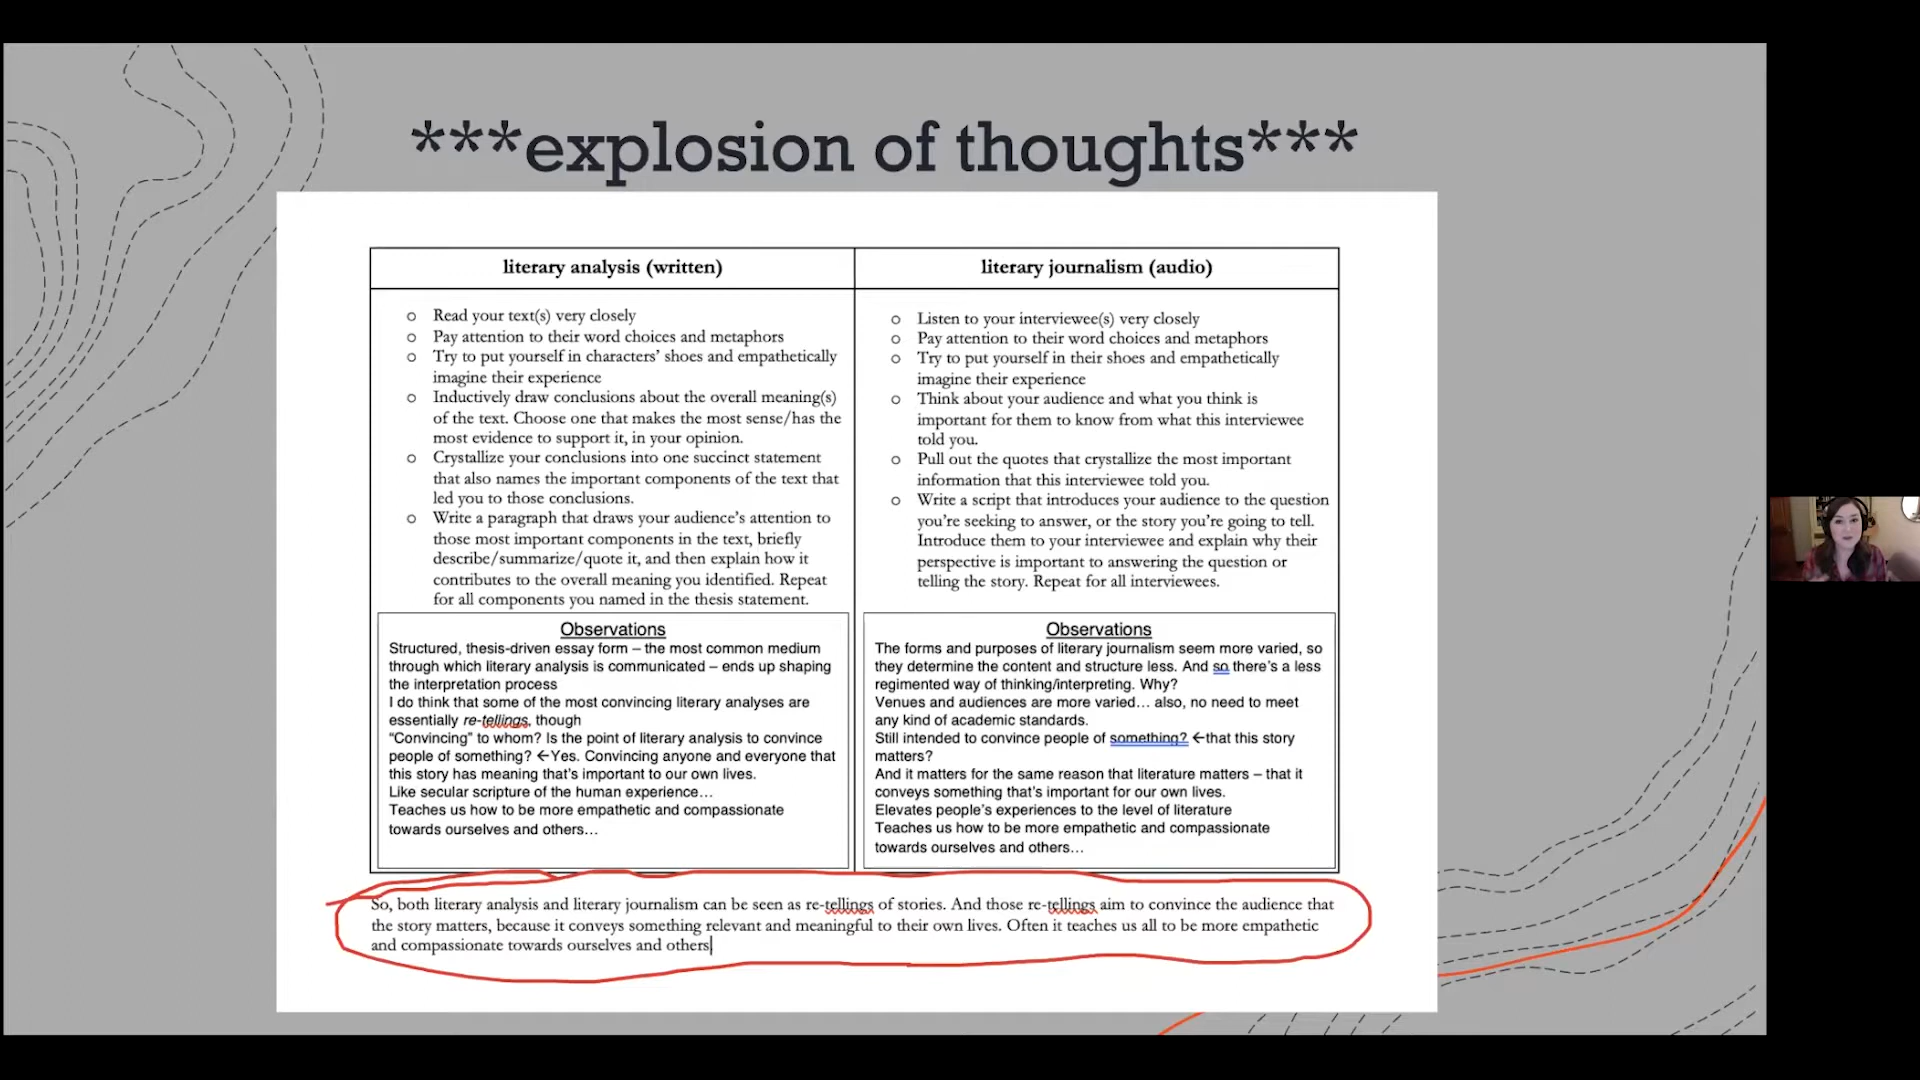 ***explosion of thoughts***
literary analysis (written)
○ Read your text(s) very closely
○ Pay attention to their word choices and metaphors
○ Try to put yourself in characters’ shoes and empathetically
imagine their experience
○ Inductively draw conclusions about the overall meaning(s)
of the text. Choose one that makes the most sense/has the
most evidence to support it, in your opinion.
○ Crystallize your conclusions into one succinct statement
that also names the important components of the text that
led you to those conclusions.
○ Write a paragraph that draws your audience’s attention to
those most important components in the text, briefly
describe/summarize/quote it, and then explain how it
contributes to the overall meaning you identified. Repeat
for all components you named in the thesis statement.
Observations
Structured, thesis-driven essay form – the most common medium
through which literary analysis is communicated – ends up shaping
the interpretation process
I do think that some of the most convincing literary analyses are
essentially re-tellings, though
“Convincing” to whom? Is the point of literary analysis to convince
people of something? ←Yes. Convincing anyone and everyone that
this story has meaning that’s important to our own lives.
Like secular scripture of the human experience…
Teaches us how to be more empathetic and compassionate
towards ourselves and others…
literary journalism (audio)
○ Listen to your interviewee(s) very closely
○ Pay attention to their word choices and metaphors
○ Try to put yourself in their shoes and empathetically
imagine their experience
○ Think about your audience and what you think is
important for them to know from what this interviewee
told you.
○ Pull out the quotes that crystallize the most important
information that this interviewee told you.
○ Write a script that introduces your audience to the question
you’re seeking to answer, or the story you’re going to tell.
Introduce them to your interviewee and explain why their
perspective is important to answering the question or
telling the story. Repeat for all interviewees.
Observations
The forms and purposes of literary journalism seem more varied, so
they determine the content and structure less. And so there’s a less
regimented way of thinking/interpreting. Why?
Venues and audiences are more varied… also, no need to meet
any kind of academic standards.
Still intended to convince people of something? ←that this story
matters?
And it matters for the same reason that literature matters – that it
conveys something that’s important for our own lives.
Elevates people’s experiences to the level of literature
Teaches us how to be more empathetic and compassionate
towards ourselves and others…
So, both literary analysis and literary journalism can be seen as re-tellings of stories. And those re-tellings aim to convince the audience that
the story matters, because it conveys something relevant and meaningful to their own lives. Often it teaches us all to be more empathetic
and compassionate towards ourselves and others